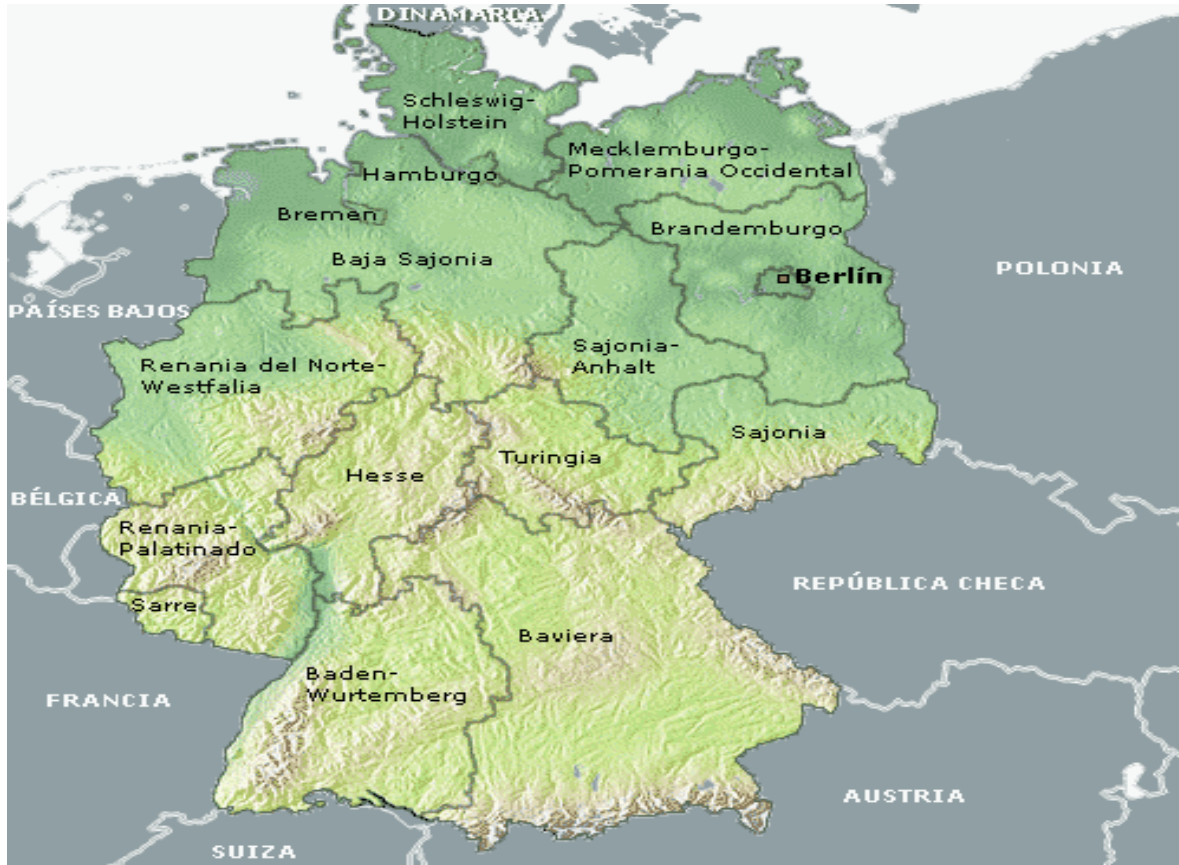 DINAMARCA
Schleswig-
Holstein
Mecklemburgo-
Pomerania Occidental
Hamburgo
Bremen
Brandemburgo
Baja Sajonia
Berlín
POLONIA
PAÍSES BAJOS
Renania del Norte-
Westfalia
Sajonia-
Anhalt
Sajonia
Turingia
Hesse
BÉLGICA
Renania-
Palatinado
REPÚBLICA CHECA
Sarre
Baviera
Baden-
Wurtemberg
FRANCIA
AUSTRIA
SUIZA